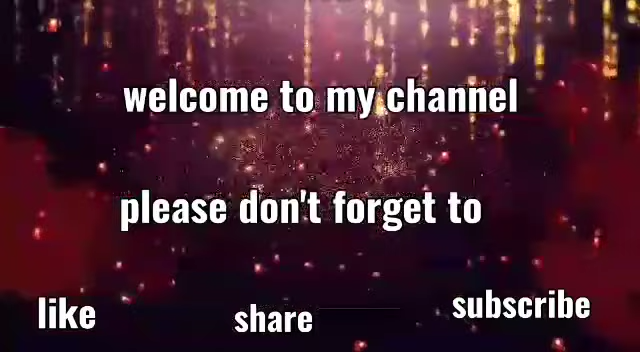 welcome to my channel
please don't forget to
like
share
subscribe